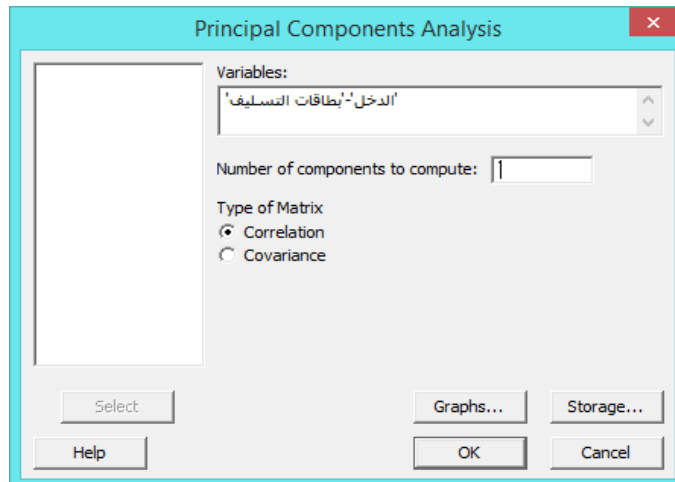 Principal Components Analysis
Variables:
'الدخل'-'بطاقات التسليف'
Number of components to compute: 1
Type of Matrix
Correlation
Covariance
Select
Graphs...
Storage...
Help
OK
Cancel